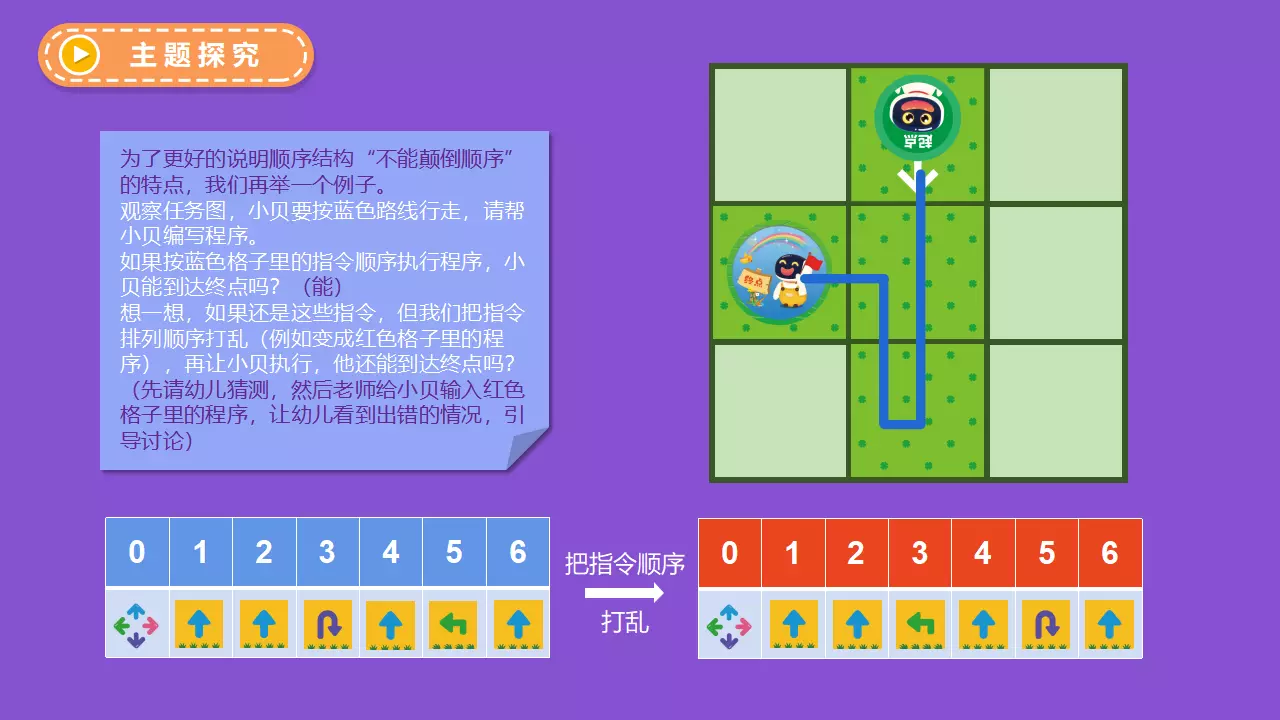 主题探究
为了更好的说明顺序结构“不能颠倒顺序”
的特点，我们再举一个例子。
观察任务图，小贝要按蓝色路线行走，请帮
小贝编写程序。
如果按蓝色格子里的指令顺序执行程序，小
贝能到达终点吗？（能）
想一想，如果还是这些指令，但我们把指令
排列顺序打乱（例如变成红色格子里的程
序），再让小贝执行，他还能到达终点吗？
（先请幼儿猜测，然后老师给小贝输入红色
格子里的程序，让幼儿看到出错的情况，引
导讨论）
起点
终点
0 1 2 3 4 5 6
把指令顺序
打乱
0 1 2 3 4 5 6